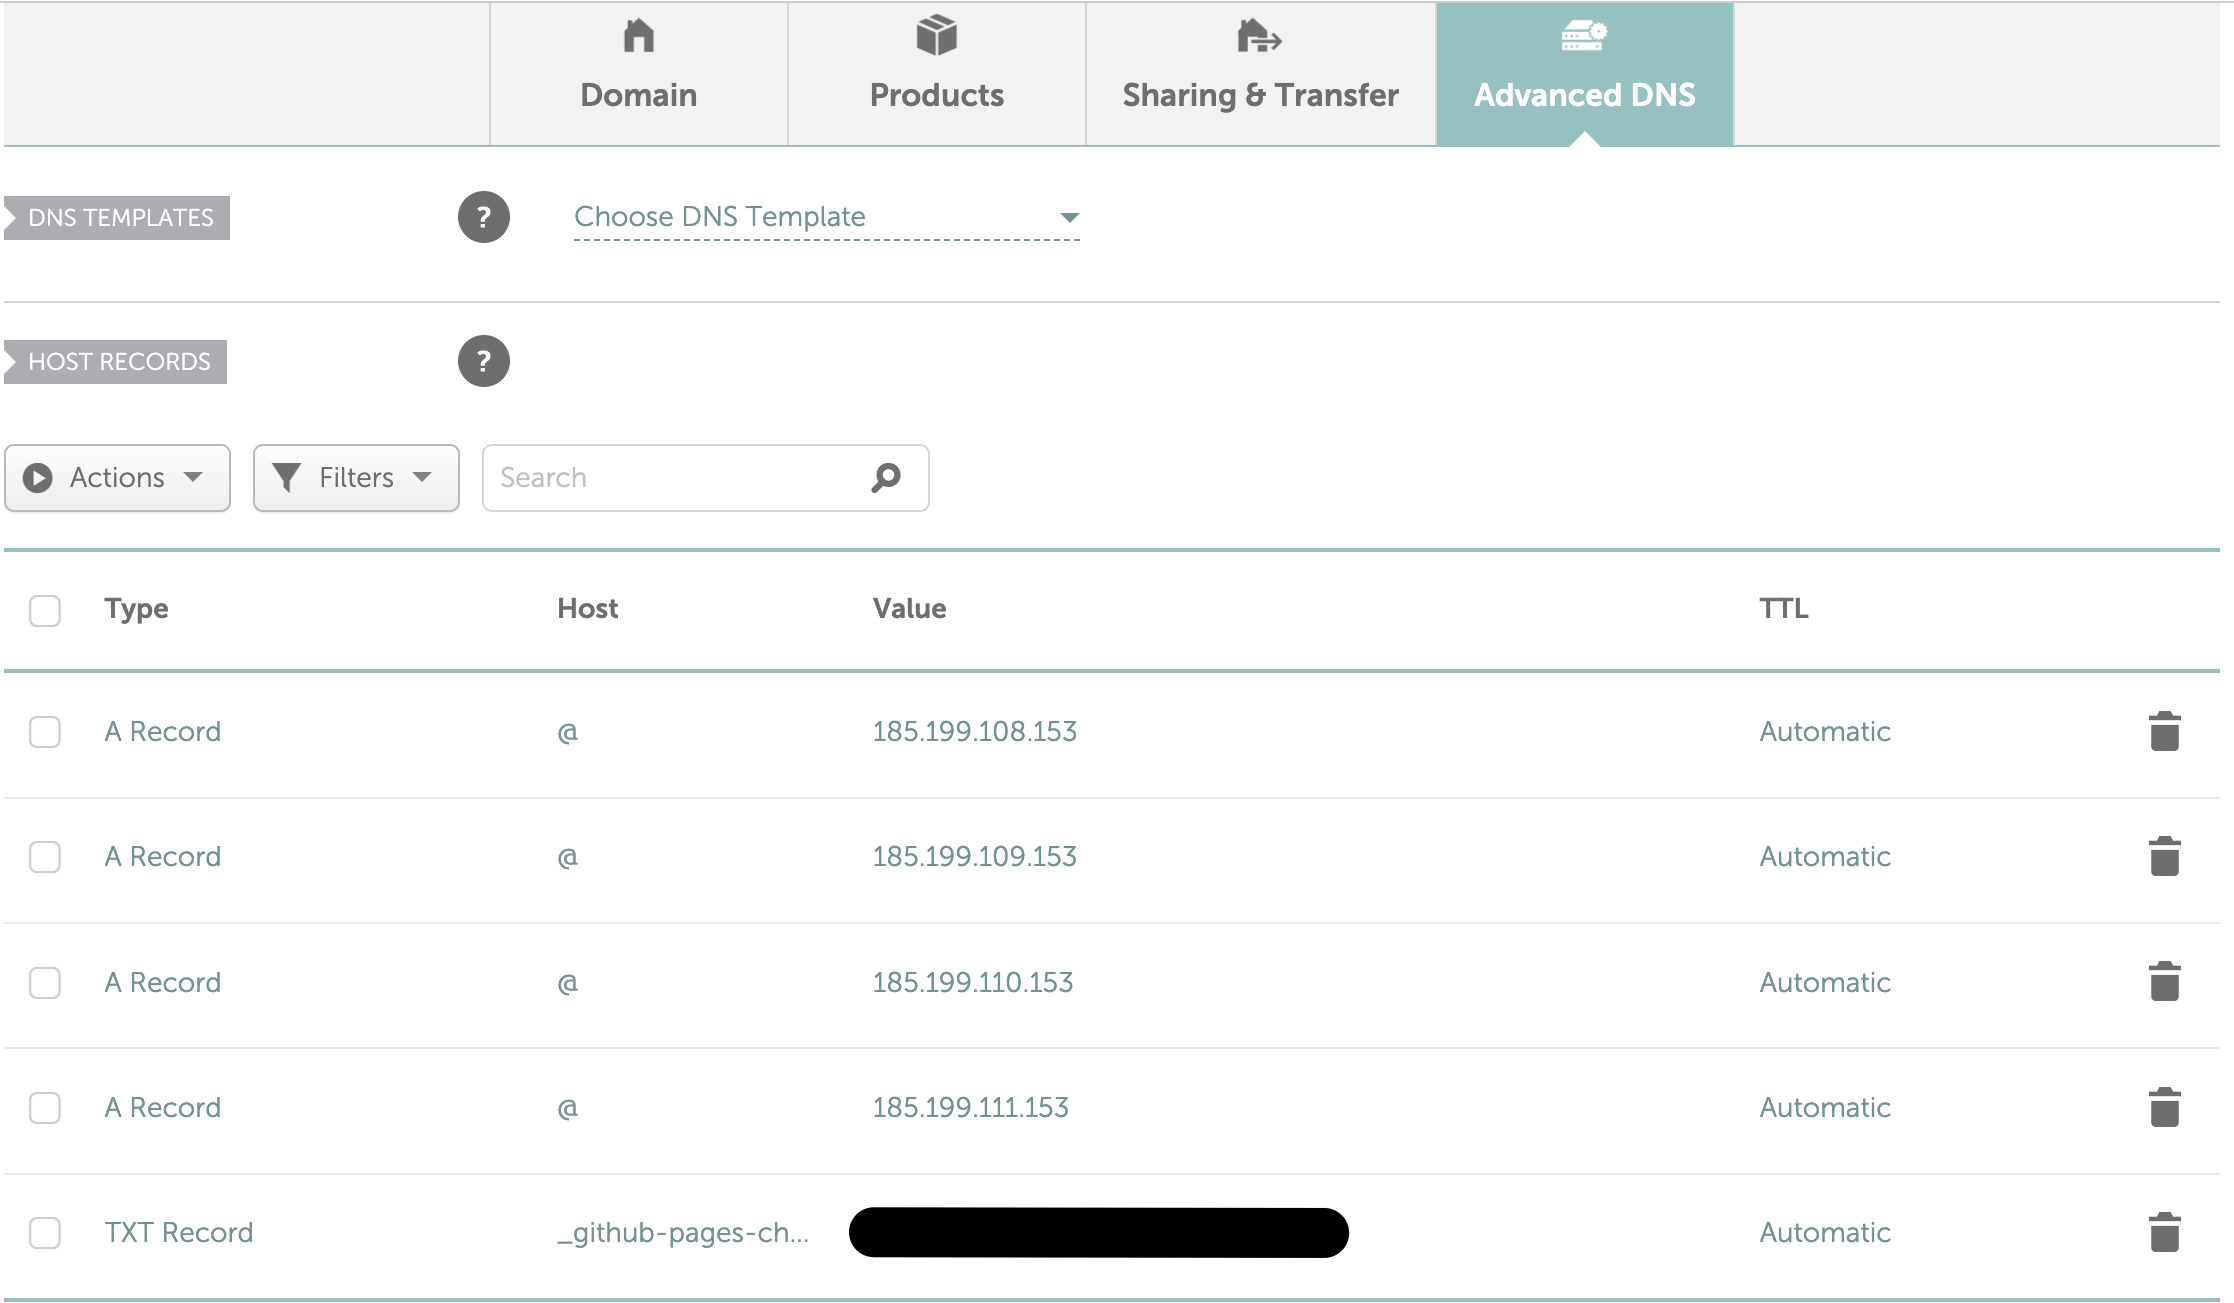 Domain
Products
Sharing & Transfer
Advanced DNS
DNS TEMPLATES
?
Choose DNS Template
HOST RECORDS
?
Actions
Filters
Search
Type Host Value TTL
A Record @ 185.199.108.153 Automatic
A Record @ 185.199.109.153 Automatic
A Record @ 185.199.110.153 Automatic
A Record @ 185.199.111.153 Automatic
TXT Record _github-pages-ch... Automatic